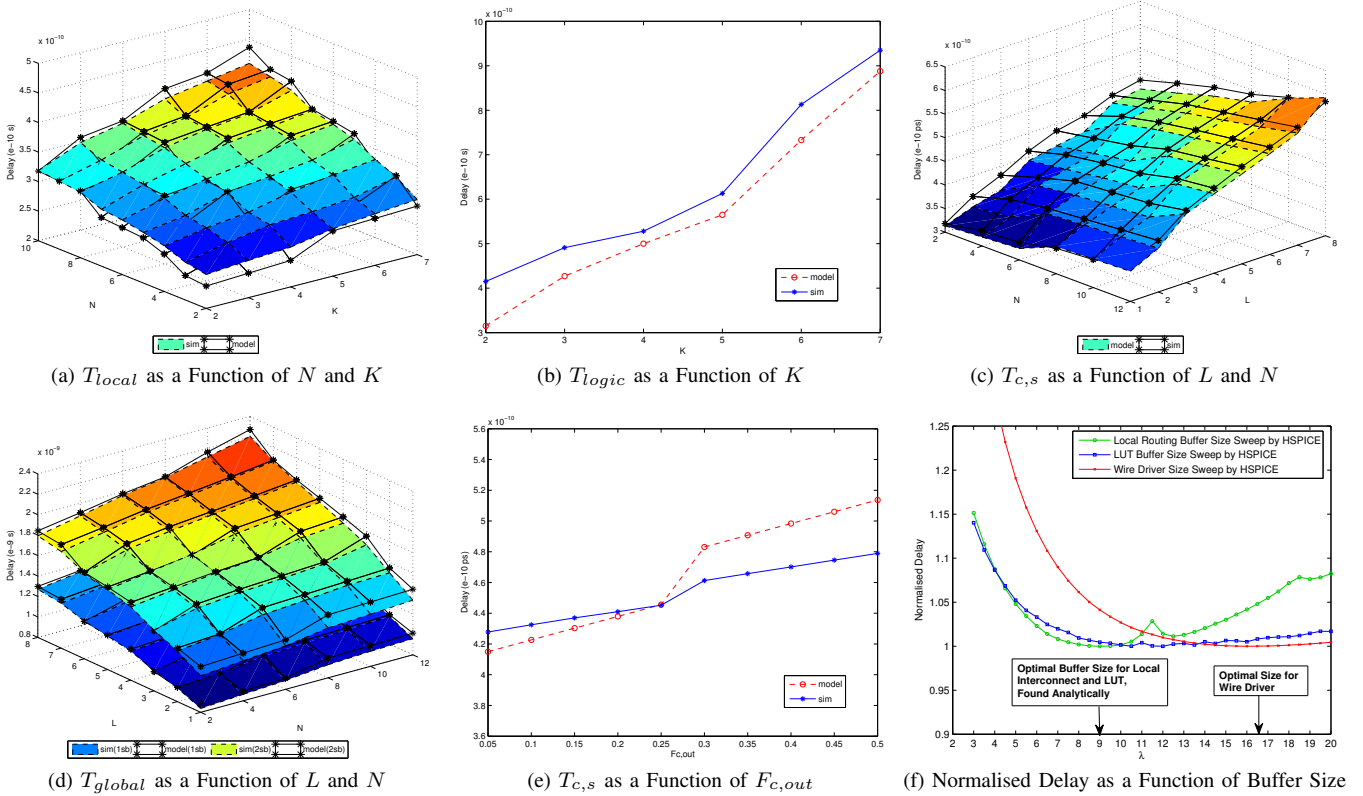 x 10^-10
5
4.5
4
3.5
3
2.5
2
Delay (e−10 s)
10
8
6
4
2
N
2
3
4
5
6
7
K
sim model
(a) T_local as a Function of N and K
x 10^-10
10
9
8
7
6
5
4
3
Delay (e−10 s)
2 3 4 5 6 7
K
model
sim
(b) T_logic as a Function of K
x 10^-10
6.5
6
5.5
5
4.5
4
3.5
3
Delay (e−10 ps)
2
4
6
8
10
12
N
1
2
4
6
8
L
model sim
(c) T_c,s as a Function of L and N
x 10^-9
2.4
2.2
2
1.8
1.6
1.4
1.2
1
0.8
Delay (e−9 s)
8
7
6
5
4
3
2
1
L
2
4
6
8
10
12
N
sim(1sb) model(1sb) sim(2sb) model(2sb)
(d) T_global as a Function of L and N
x 10^-10
5.6
5.4
5.2
5
4.8
4.6
4.4
4.2
4
3.8
3.6
Delay (e−10 ps)
0.05 0.1 0.15 0.2 0.25 0.3 0.35 0.4 0.45 0.5
Fc,out
model
sim
(e) T_c,s as a Function of F_c,out
1.25
1.2
1.15
1.1
1.05
1
0.95
0.9
Normalised Delay
Local Routing Buffer Size Sweep by HSPICE
LUT Buffer Size Sweep by HSPICE
Wire Driver Size Sweep by HSPICE
Optimal Buffer Size for Local
Interconnect and LUT,
Found Analytically
Optimal Size for
Wire Driver
2 3 4 5 6 7 8 9 10 11 12 13 14 15 16 17 18 19 20
λ
(f) Normalised Delay as a Function of Buffer Size